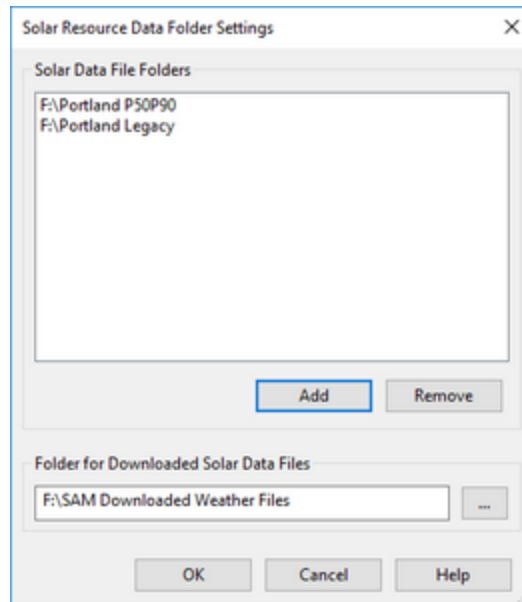 Solar Resource Data Folder Settings
Solar Data File Folders
F:\Portland P50P90
F:\Portland Legacy
Add
Remove
Folder for Downloaded Solar Data Files
F:\SAM Downloaded Weather Files
...
OK
Cancel
Help